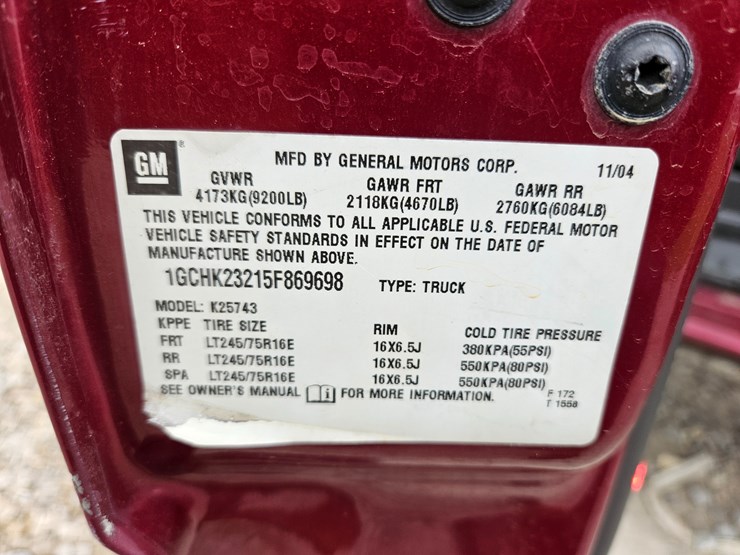 GM
MFD BY GENERAL MOTORS CORP. 11/04
GVWR GAWR FRT GAWR RR
4173KG(9200LB) 2118KG(4670LB) 2760KG(6084LB)
THIS VEHICLE CONFORMS TO ALL APPLICABLE U.S. FEDERAL MOTOR
VEHICLE SAFETY STANDARDS IN EFFECT ON THE DATE OF
MANUFACTURE SHOWN ABOVE.
1GCHK23215F869698 TYPE: TRUCK
MODEL: K25743
KPPE TIRE SIZE RIM COLD TIRE PRESSURE
FRT LT245/75R16E 16X6.5J 380KPA(55PSI)
RR LT245/75R16E 16X6.5J 550KPA(80PSI)
SPA LT245/75R16E 16X6.5J 550KPA(80PSI)
SEE OWNER'S MANUAL i FOR MORE INFORMATION.
F 172
T 1558